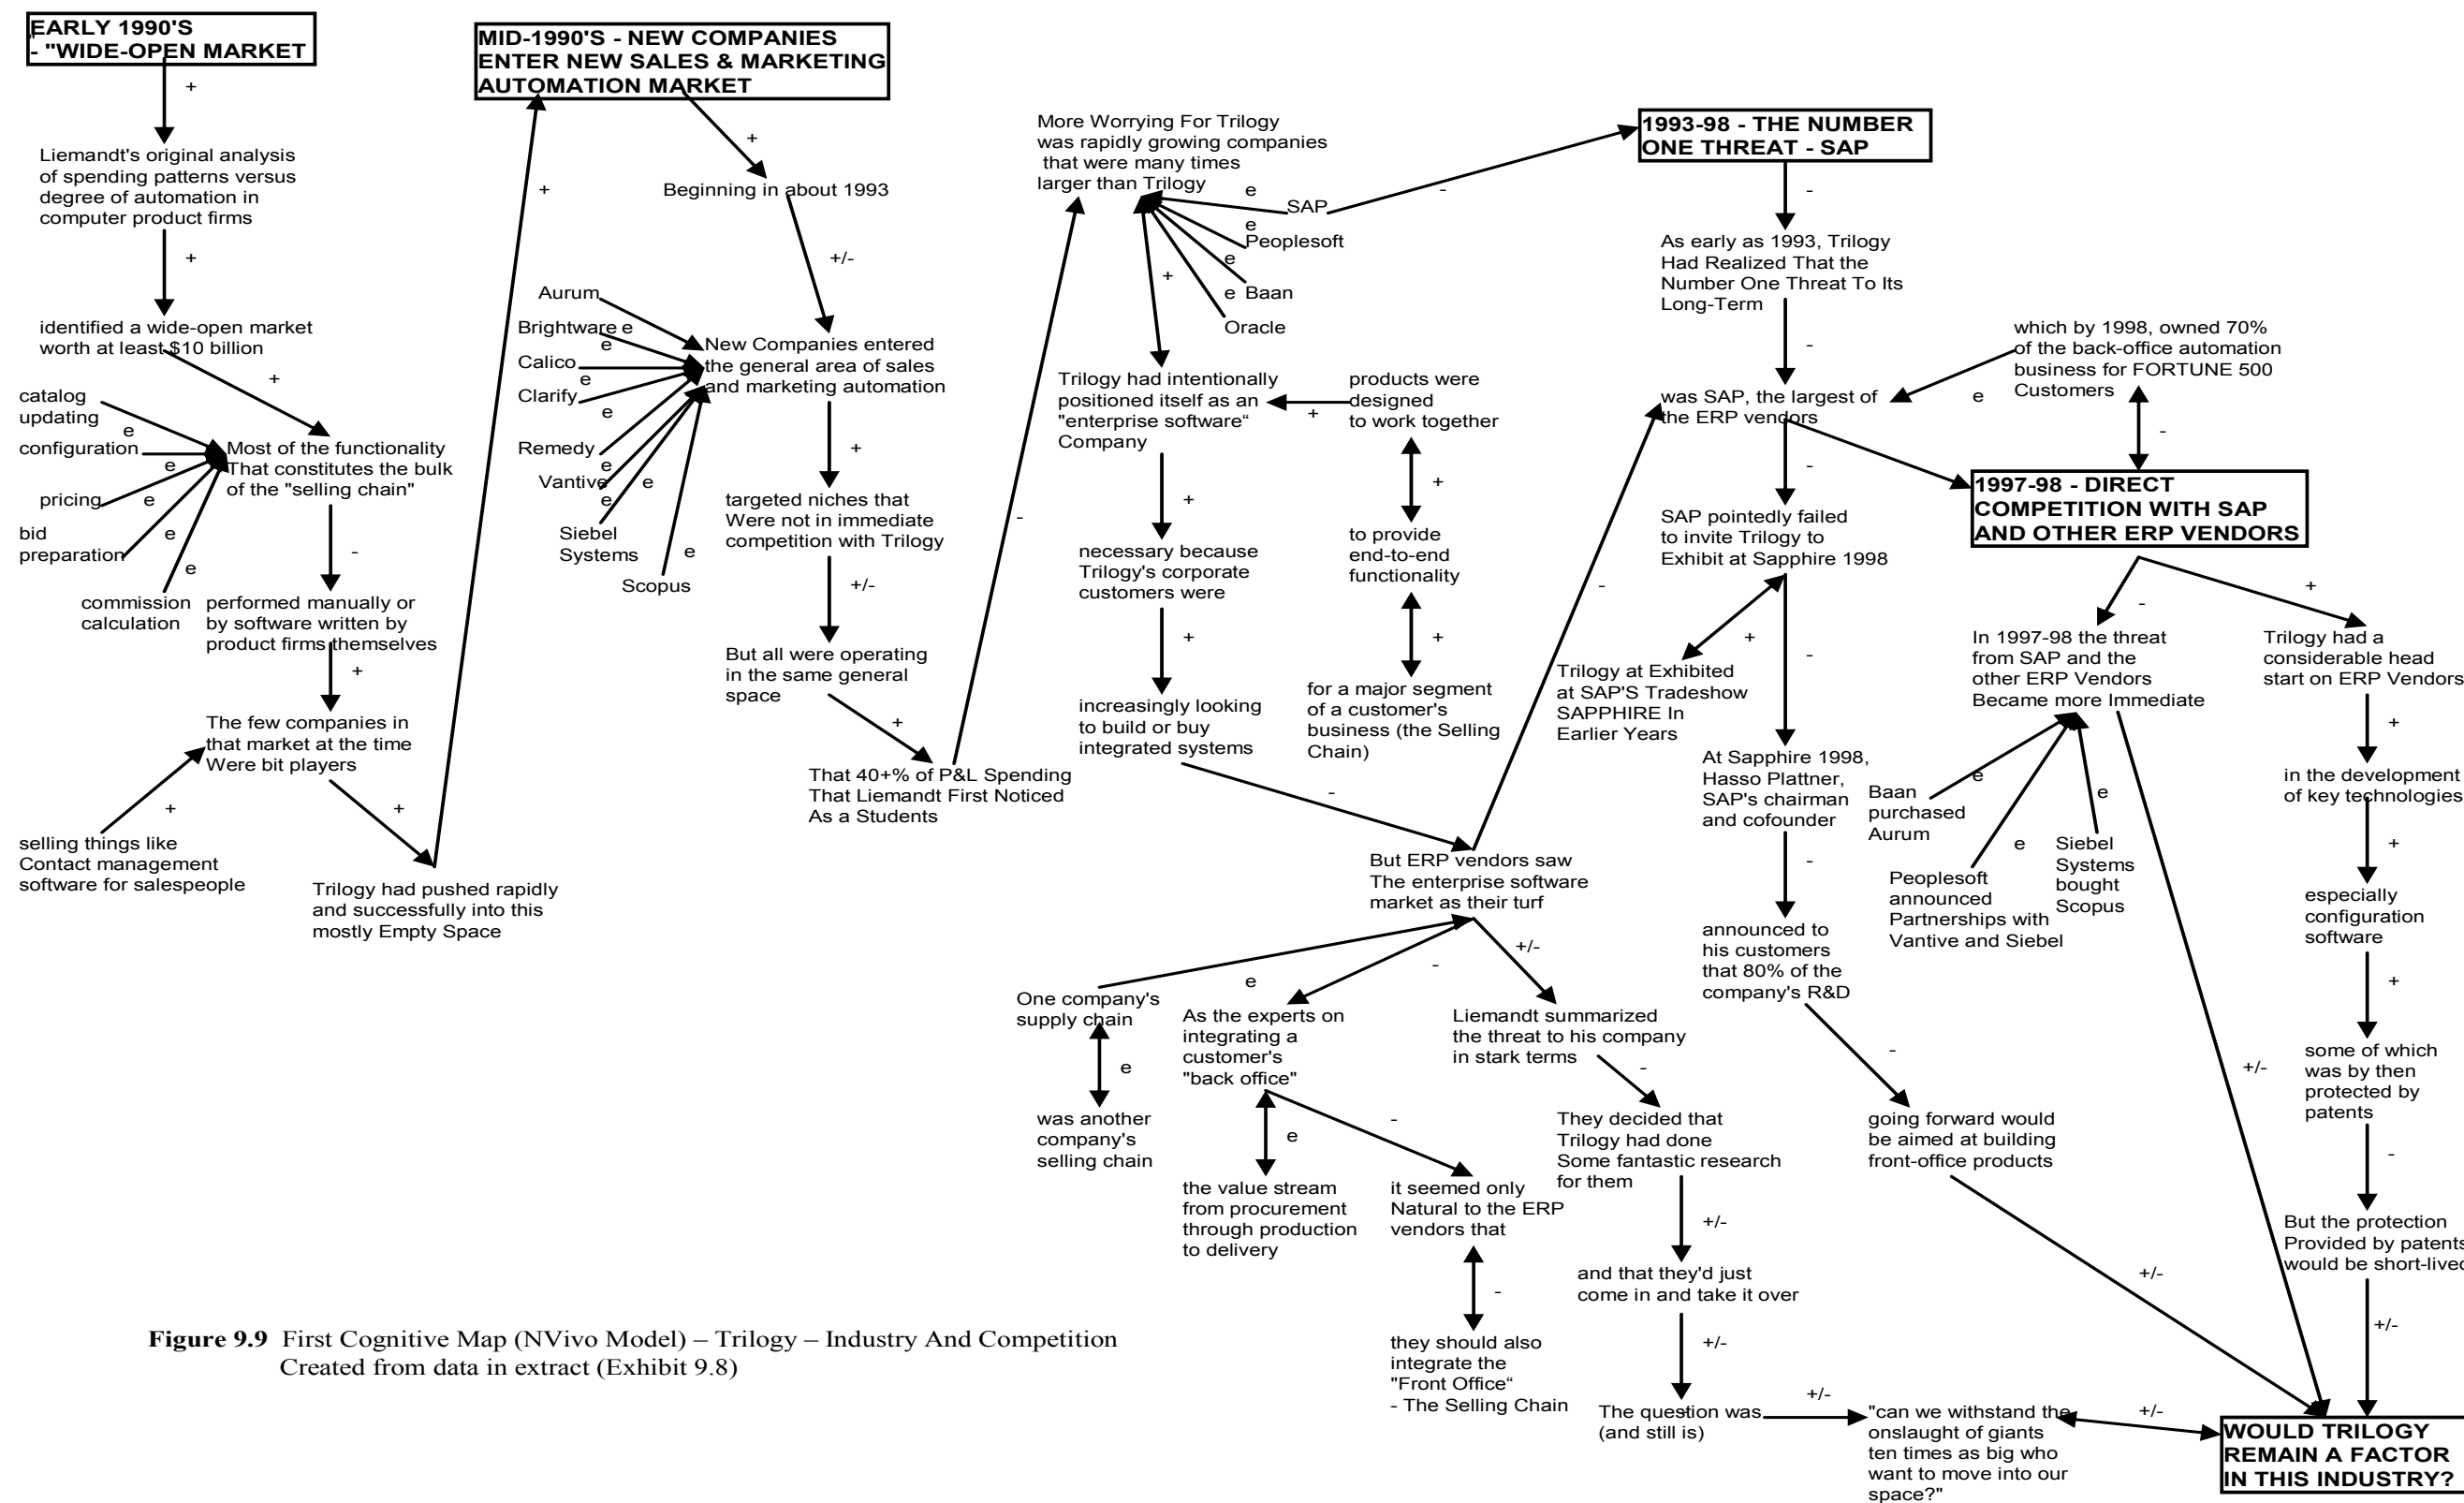 EARLY 1990'S
- "WIDE-OPEN MARKET
+
Liemandt's original analysis
of spending patterns versus
degree of automation in
computer product firms
+
identified a wide-open market
worth at least $10 billion
+
catalog
updating
e
configuration
e
pricing
e
bid
preparation
e
commission
calculation
e
Most of the functionality
That constitutes the bulk
of the "selling chain"
-
performed manually or
by software written by
product firms themselves
+
The few companies in
that market at the time
Were bit players
+
selling things like
Contact management
software for salespeople
+
Trilogy had pushed rapidly
and successfully into this
mostly Empty Space
+
MID-1990'S - NEW COMPANIES
ENTER NEW SALES & MARKETING
AUTOMATION MARKET
+
Beginning in about 1993
+/-
Aurum
Brightware e
e
Calico
e
Clarify
e
Remedy
e
Vantive
e
e
Siebel
Systems
e
Scopus
New Companies entered
the general area of sales
and marketing automation
+
targeted niches that
Were not in immediate
competition with Trilogy
+/-
But all were operating
in the same general
space
+
That 40+% of P&L Spending
That Liemandt First Noticed
As a Students
-
More Worrying For Trilogy
was rapidly growing companies
that were many times
larger than Trilogy
e
SAP
e
Peoplesoft
e
e Baan
Oracle
-
+
Trilogy had intentionally
positioned itself as an
"enterprise software“
Company
+
products were
designed
to work together
+
to provide
end-to-end
functionality
+
for a major segment
of a customer's
business (the Selling
Chain)
+
necessary because
Trilogy's corporate
customers were
+
increasingly looking
to build or buy
integrated systems
-
But ERP vendors saw
The enterprise software
market as their turf
-
e
One company's
supply chain
e
was another
company's
selling chain
-
As the experts on
integrating a
customer's
"back office"
e
the value stream
from procurement
through production
to delivery
-
it seemed only
Natural to the ERP
vendors that
-
they should also
integrate the
"Front Office“
- The Selling Chain
+/-
Liemandt summarized
the threat to his company
in stark terms
-
They decided that
Trilogy had done
Some fantastic research
for them
+/-
and that they'd just
come in and take it over
+/-
The question was
(and still is)
+/-
"can we withstand the
onslaught of giants
ten times as big who
want to move into our
space?"
+/-
1993-98 - THE NUMBER
ONE THREAT - SAP
-
As early as 1993, Trilogy
Had Realized That the
Number One Threat To Its
Long-Term
-
was SAP, the largest of
the ERP vendors
e
which by 1998, owned 70%
of the back-office automation
business for FORTUNE 500
Customers
-
-
SAP pointedly failed
to invite Trilogy to
Exhibit at Sapphire 1998
+
Trilogy at Exhibited
at SAP'S Tradeshow
SAPPHIRE In
Earlier Years
-
At Sapphire 1998,
Hasso Plattner,
SAP's chairman
and cofounder
-
announced to
his customers
that 80% of the
company's R&D
-
going forward would
be aimed at building
front-office products
+/-
1997-98 - DIRECT
COMPETITION WITH SAP
AND OTHER ERP VENDORS
-
In 1997-98 the threat
from SAP and the
other ERP Vendors
Became more Immediate
e
Baan
purchased
Aurum
e
Peoplesoft
announced
Partnerships with
Vantive and Siebel
e
Siebel
Systems
bought
Scopus
+/-
+
Trilogy had a
considerable head
start on ERP Vendors
+
in the development
of key technologies
+
especially
configuration
software
+
some of which
was by then
protected by
patents
-
But the protection
Provided by patents
would be short-lived
+/-
WOULD TRILOGY
REMAIN A FACTOR
IN THIS INDUSTRY?
Figure 9.9 First Cognitive Map (NVivo Model) – Trilogy – Industry And Competition
Created from data in extract (Exhibit 9.8)